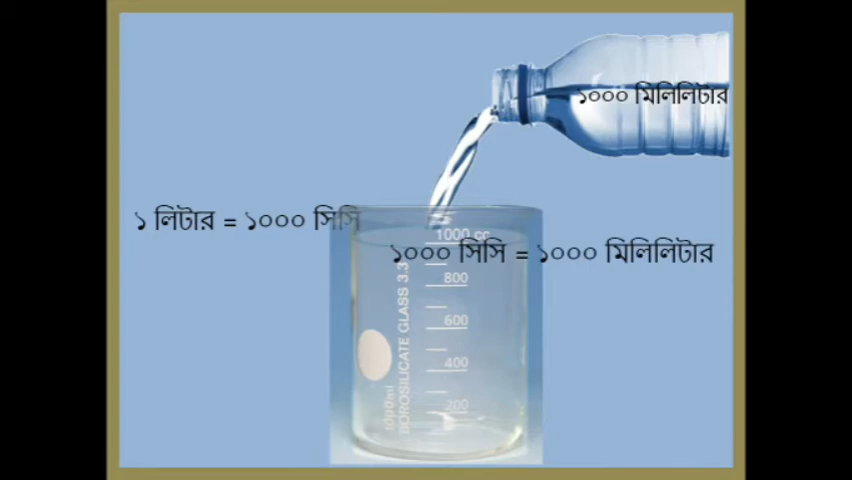 ১০০০ মিলিলিটার
১ লিটার = ১০০০ সিসি
১০০০ সিসি = ১০০০ মিলিলিটার
1000 cc
800
600
400
200
1000ml
BOROSILICATE GLASS 3.3